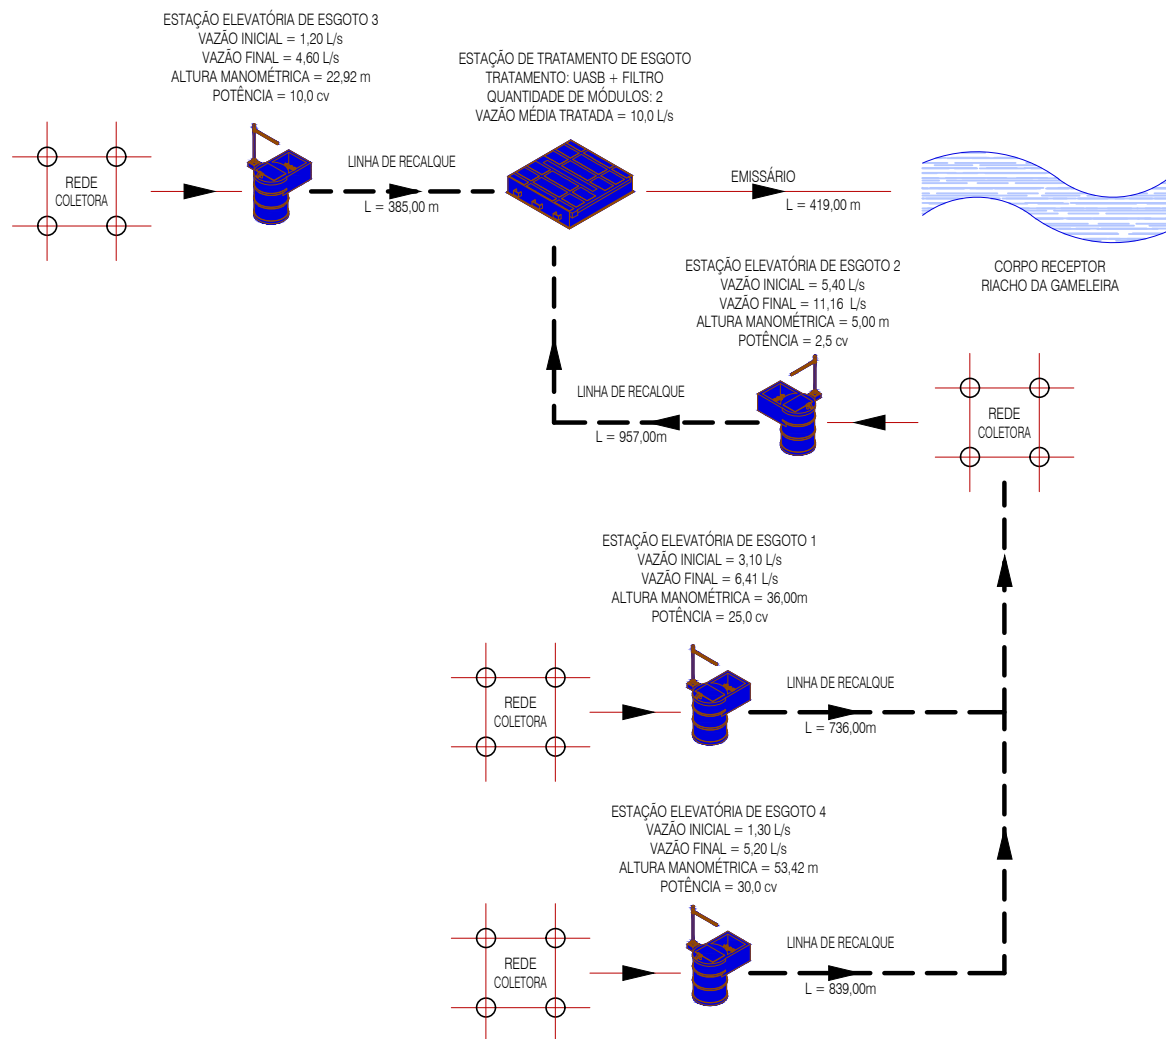 ESTAÇÃO ELEVATÓRIA DE ESGOTO 3
VAZÃO INICIAL = 1,20 L/s
VAZÃO FINAL = 4,60 L/s
ALTURA MANOMÉTRICA = 22,92 m
POTÊNCIA = 10,0 cv
ESTAÇÃO DE TRATAMENTO DE ESGOTO
TRATAMENTO: UASB + FILTRO
QUANTIDADE DE MÓDULOS: 2
VAZÃO MÉDIA TRATADA = 10,0 L/s
REDE
COLETORA
LINHA DE RECALQUE
L = 385,00 m
EMISSÁRIO
L = 419,00 m
CORPO RECEPTOR
RIACHO DA GAMELEIRA
ESTAÇÃO ELEVATÓRIA DE ESGOTO 2
VAZÃO INICIAL = 5,40 L/s
VAZÃO FINAL = 11,16 L/s
ALTURA MANOMÉTRICA = 5,00 m
POTÊNCIA = 2,5 cv
LINHA DE RECALQUE
L = 957,00m
REDE
COLETORA
ESTAÇÃO ELEVATÓRIA DE ESGOTO 1
VAZÃO INICIAL = 3,10 L/s
VAZÃO FINAL = 6,41 L/s
ALTURA MANOMÉTRICA = 36,00m
POTÊNCIA = 25,0 cv
REDE
COLETORA
LINHA DE RECALQUE
L = 736,00m
ESTAÇÃO ELEVATÓRIA DE ESGOTO 4
VAZÃO INICIAL = 1,30 L/s
VAZÃO FINAL = 5,20 L/s
ALTURA MANOMÉTRICA = 53,42 m
POTÊNCIA = 30,0 cv
REDE
COLETORA
LINHA DE RECALQUE
L = 839,00m